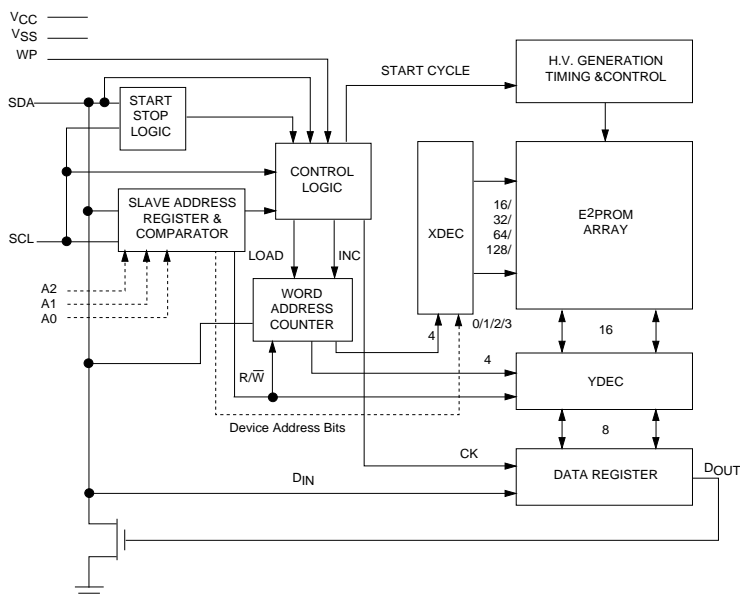 VCC
VSS
WP
SDA
START
STOP
LOGIC
START CYCLE
H.V. GENERATION
TIMING &CONTROL
CONTROL
LOGIC
SLAVE ADDRESS
REGISTER &
COMPARATOR
SCL
XDEC
16/
32/
64/
128/
E2PROM
ARRAY
LOAD
INC
A2
A1
A0
WORD
ADDRESS
COUNTER
0/1/2/3
4
16
R/W̅
4
YDEC
Device Address Bits
8
CK
DIN
DATA REGISTER
DOUT